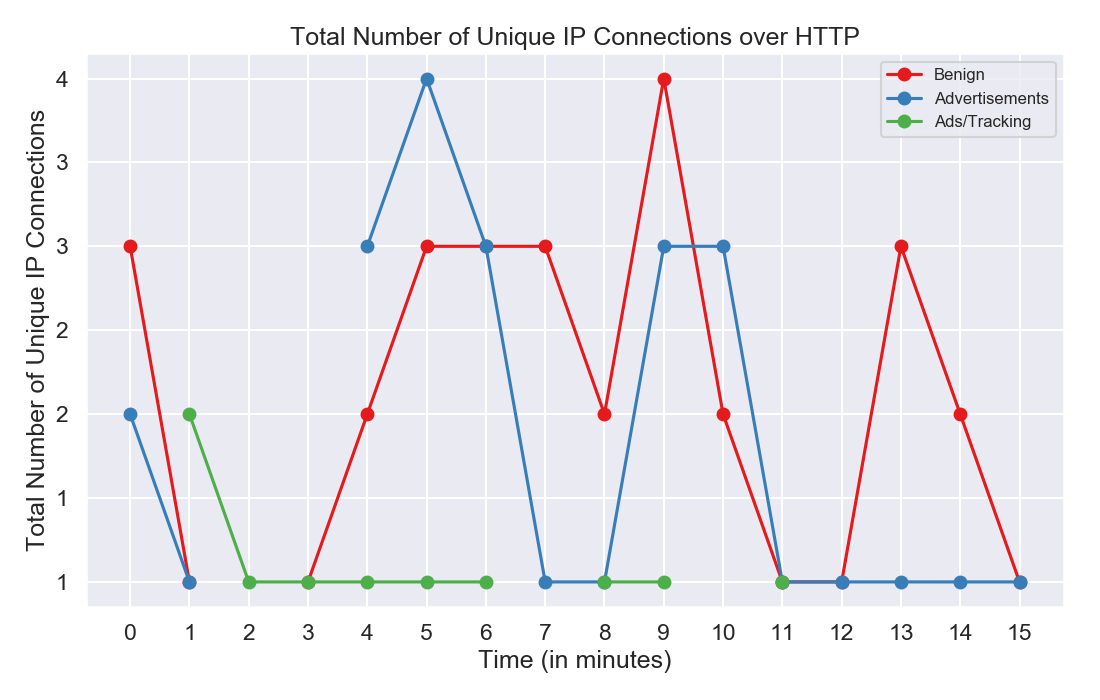 Total Number of Unique IP Connections over HTTP
Benign
Advertisements
Ads/Tracking
Total Number of Unique IP Connections
4
3
3
2
2
1
1
0 1 2 3 4 5 6 7 8 9 10 11 12 13 14 15
Time (in minutes)